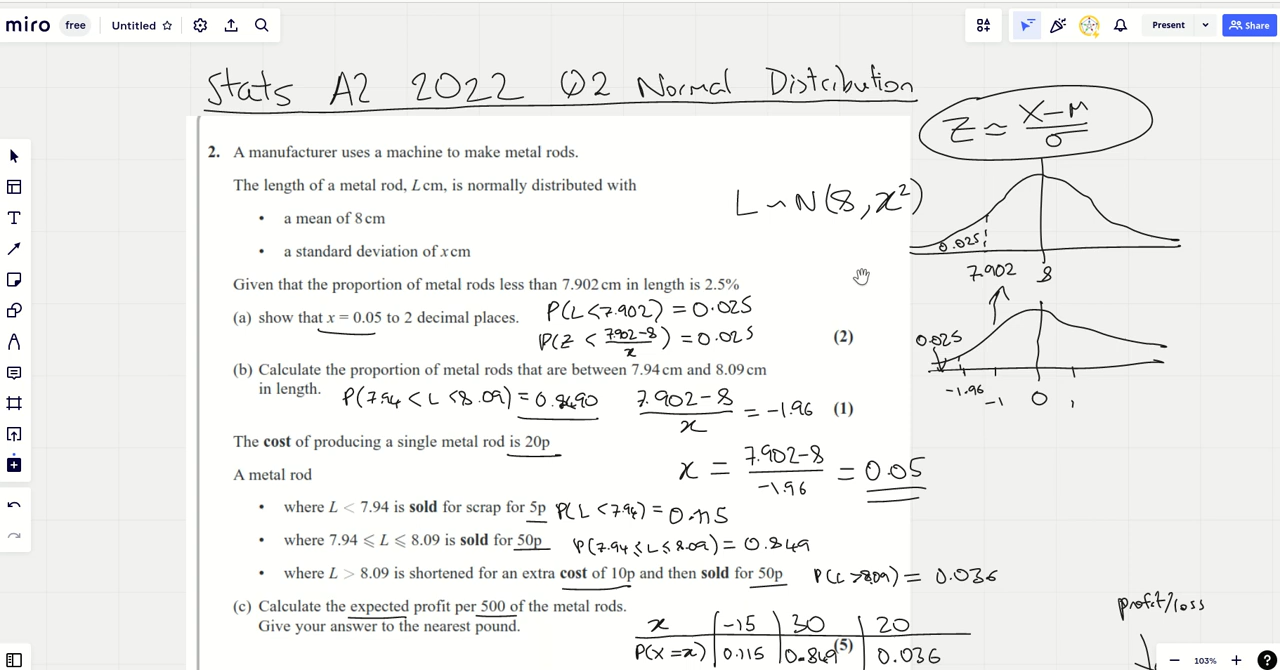 miro free Untitled Present Share
Stats A2 2022 Q2 Normal Distribution
Z = X-μ/σ
2. A manufacturer uses a machine to make metal rods.
The length of a metal rod, L cm, is normally distributed with
L ~ N(8, x²)
• a mean of 8 cm
• a standard deviation of x cm
0.025
7.902 8
Given that the proportion of metal rods less than 7.902 cm in length is 2.5%
(a) show that x = 0.05 to 2 decimal places.
P(L < 7.902) = 0.025
P(Z < 7.902-8/x) = 0.025
(2)
0.025
-1.96 -1 0 1
(b) Calculate the proportion of metal rods that are between 7.94 cm and 8.09 cm
in length.
P(7.94 < L < 8.09) = 0.8490
7.902-8/x = -1.96
(1)
The cost of producing a single metal rod is 20p
x = 7.902-8/-1.96 = 0.05
A metal rod
• where L < 7.94 is sold for scrap for 5p P(L < 7.94) = 0.115
• where 7.94 ⩽ L ⩽ 8.09 is sold for 50p P(7.94 ≤ L ≤ 8.09) = 0.849
• where L > 8.09 is shortened for an extra cost of 10p and then sold for 50p P(L > 8.09) = 0.036
(c) Calculate the expected profit per 500 of the metal rods.
Give your answer to the nearest pound.
profit/loss
x -15 30 20
(5)
P(X = x) 0.115 0.849 0.036
103%